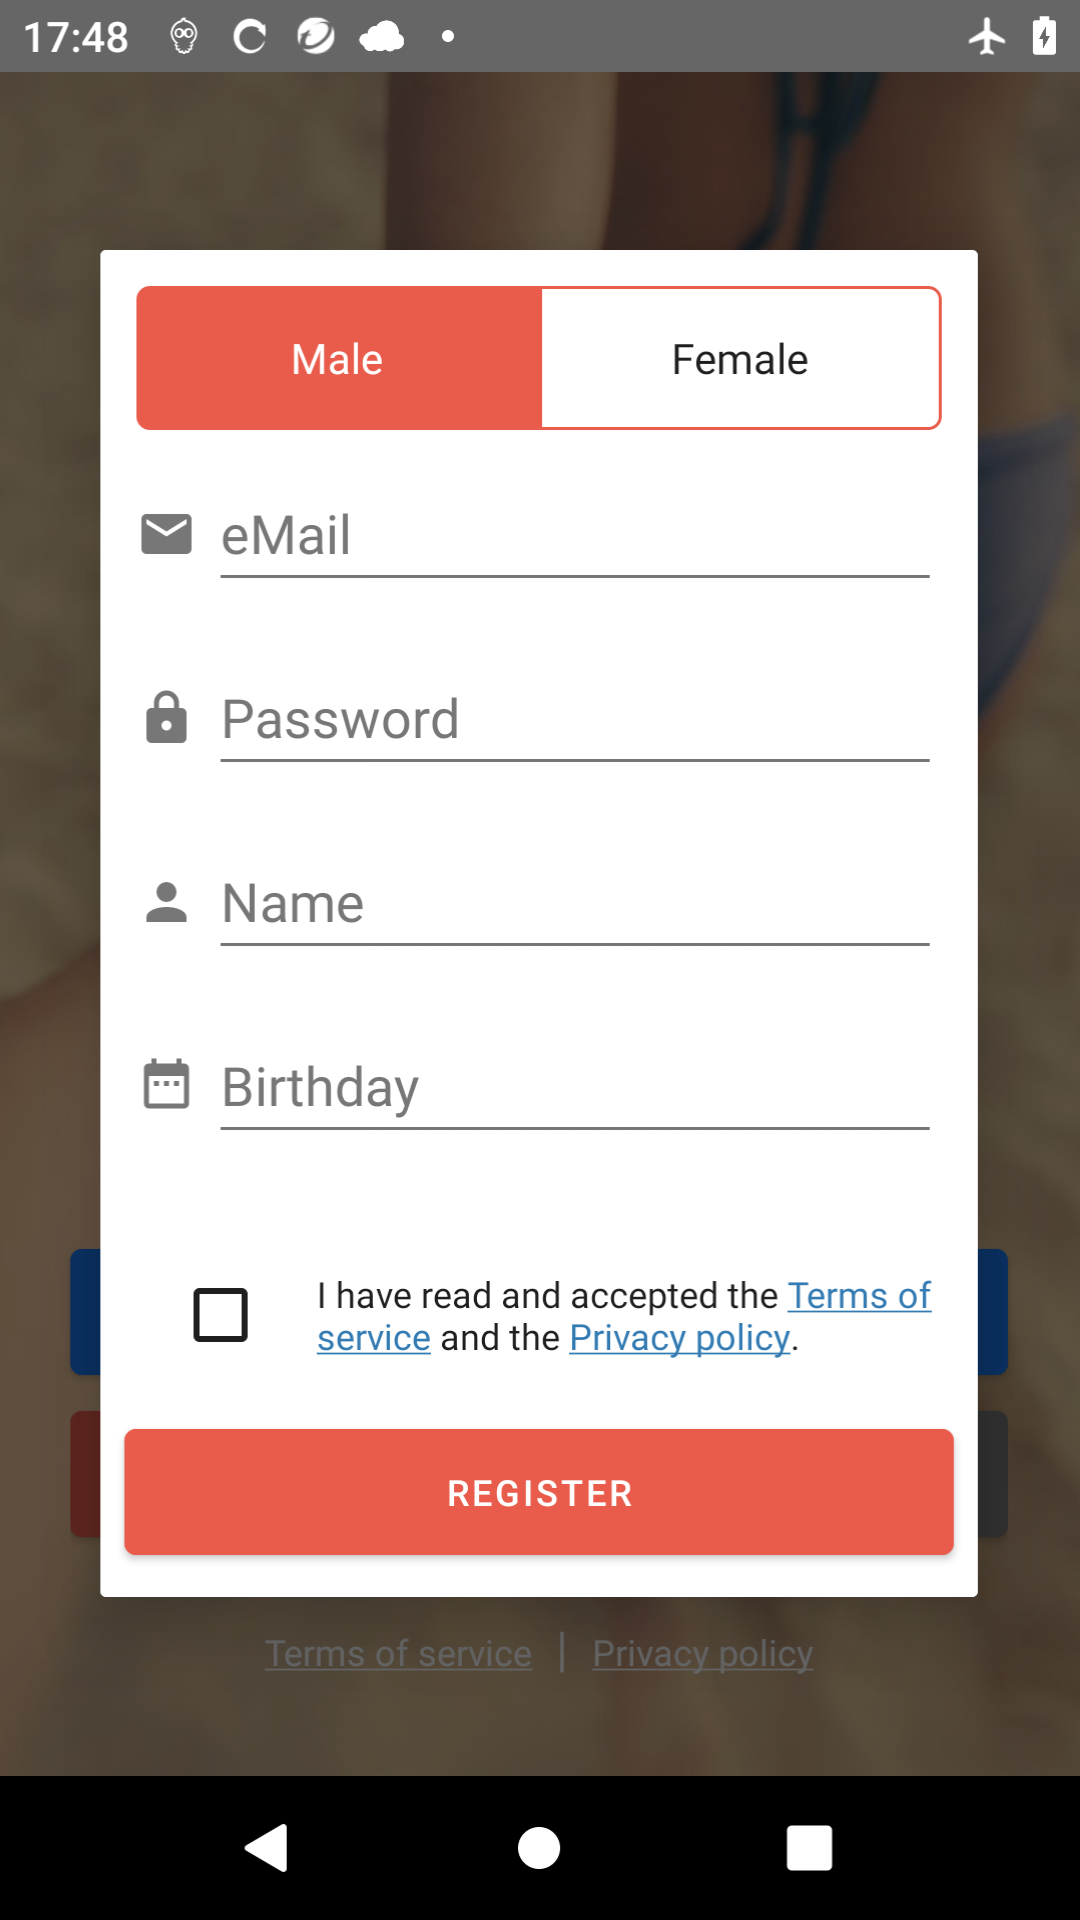 17:48
Male Female
eMail
Password
Name
Birthday
I have read and accepted the Terms of
service and the Privacy policy.
REGISTER
Terms of service | Privacy policy